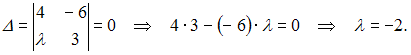 Δ = |4 − 6; λ 3| = 0 ⇒ 4 · 3 − (− 6) · λ = 0 ⇒ λ = −2.